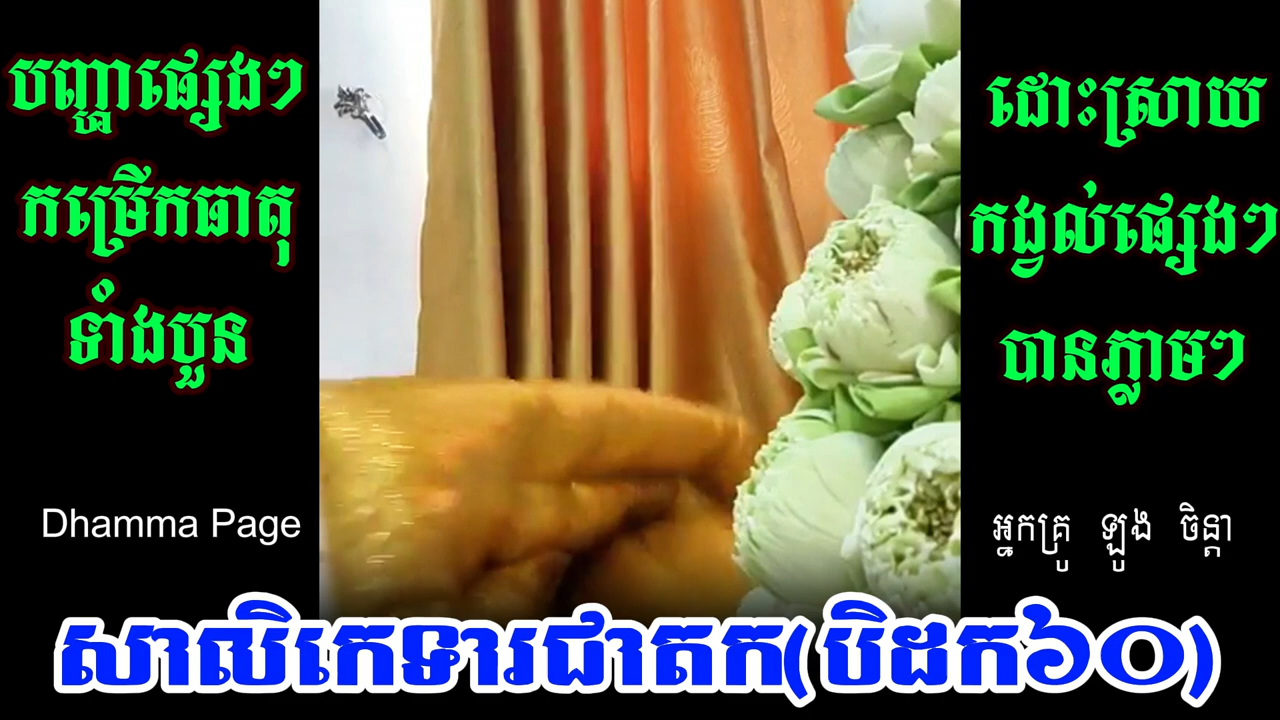 បញ្ហាផ្សេងៗ
កម្រើកធាតុ
ទាំងបួន
ដោះស្រាយ
កង្វល់ផ្សេងៗ
បានភ្លាមៗ
Dhamma Page
អ្នកគ្រូ ឡុង ចិន្តា
សាលិកេទារជាតក(បិដក៦០)